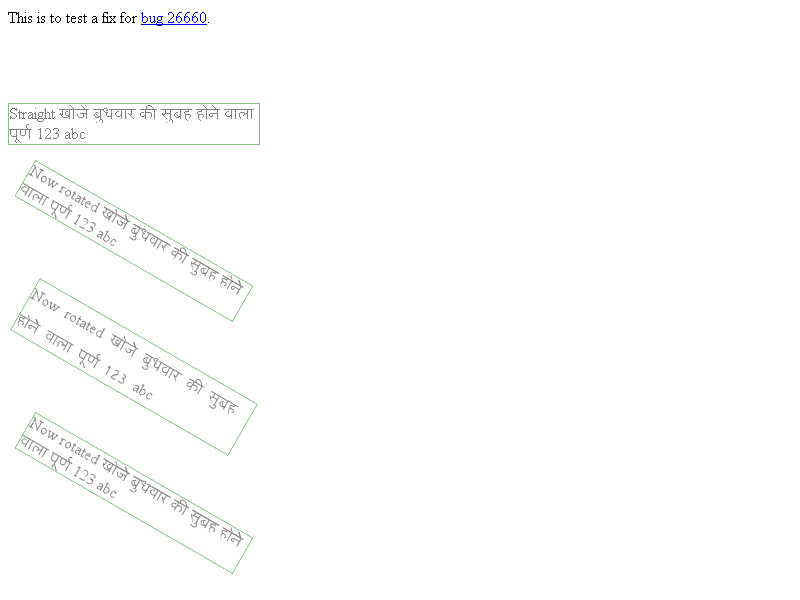 This is to test a fix for bug 26660.
Straight खोजें बुधवार की सुबह होने वाला
पूर्ण 123 abc
Now rotated खोजे बुधवार की सुबह होने
वाला पूर्ण 123 abc
Now rotated खोजे बुधवार की सुबह
होने वाला पूर्ण 123 abc
Now rotated खोजे बुधवार की सुबह होने
वाला पूर्ण 123 abc